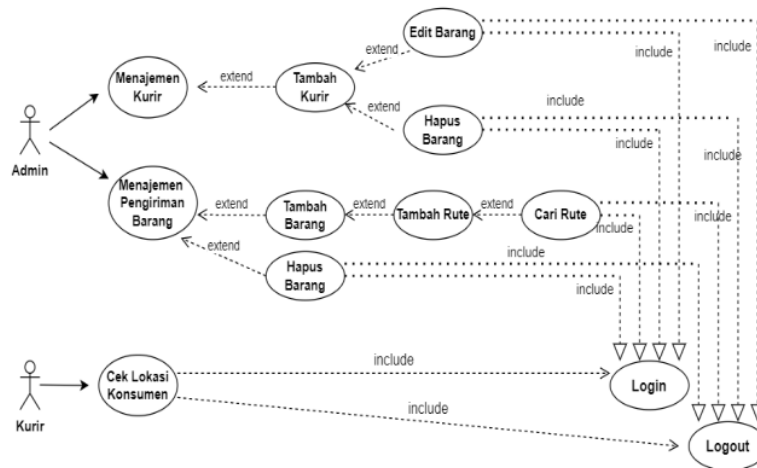 Edit Barang
include
include
extend
Menajemen
Kurir
extend
Tambah
Kurir
extend
include
Hapus
Barang
include
include
Admin
Menajemen
Pengiriman
Barang
extend
Tambah
Barang
extend
Tambah Rute
extend
Cari Rute
include
include
extend
include
Hapus
Barang
include
Cek Lokasi
Konsumen
include
Login
include
Kurir
Logout